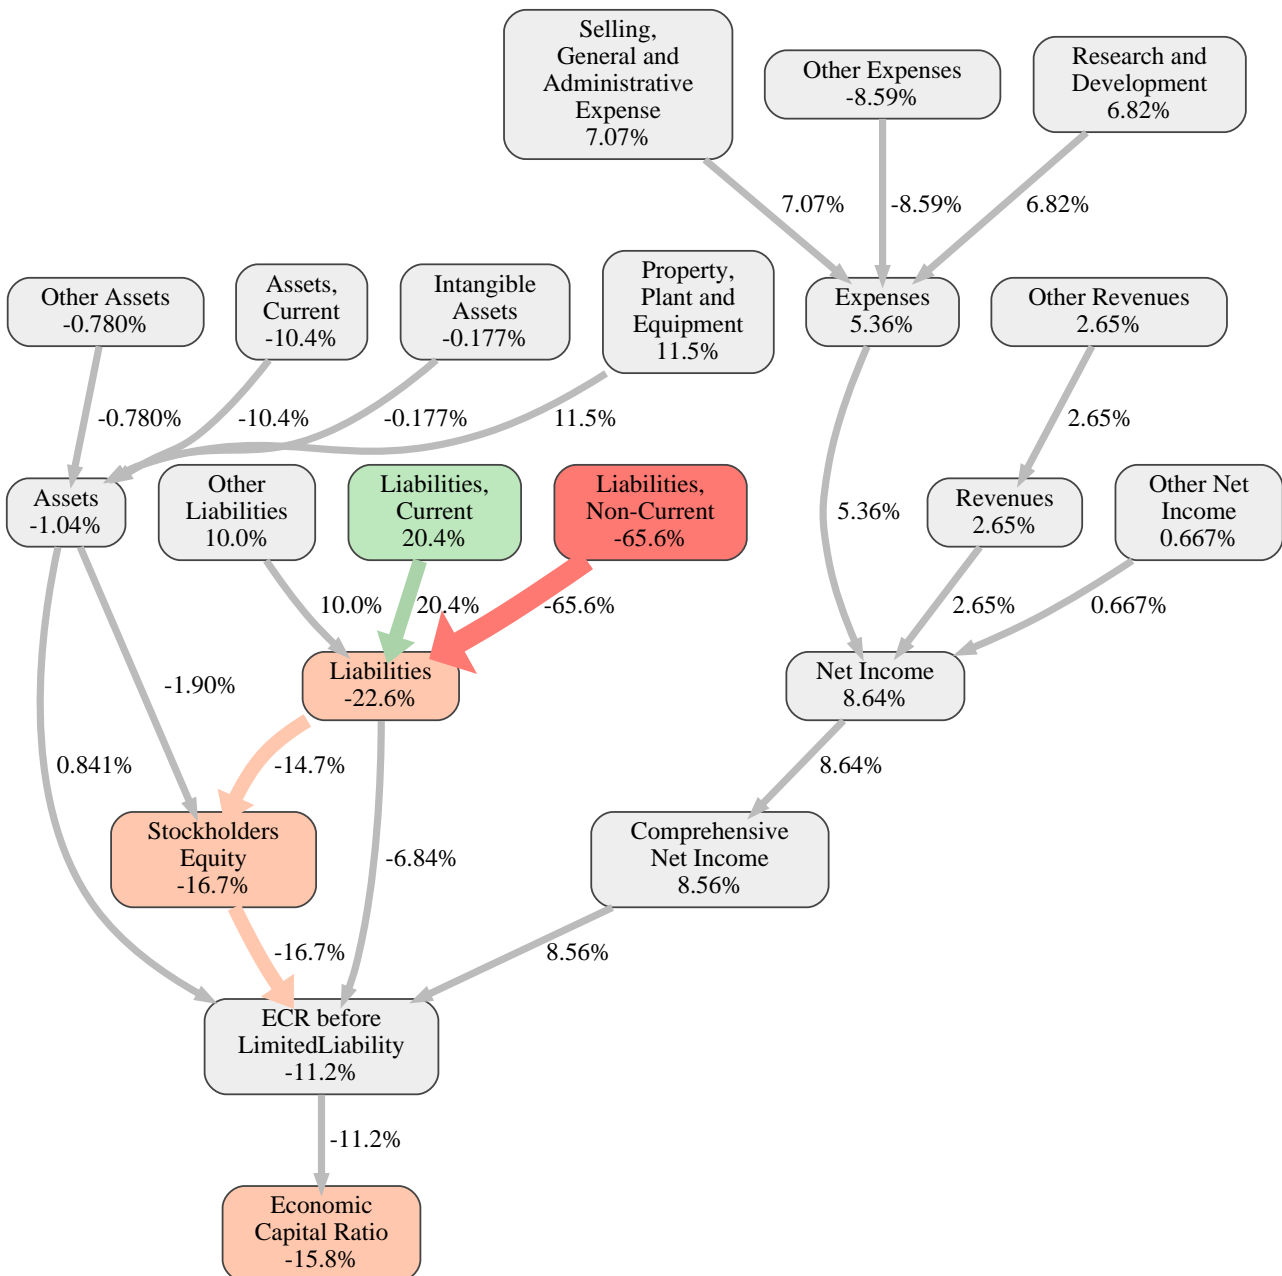 Selling,
General and
Administrative
Expense
7.07%
Other Expenses
-8.59%
Research and
Development
6.82%
7.07%
-8.59%
6.82%
Other Assets
-0.780%
Assets,
Current
-10.4%
Intangible
Assets
-0.177%
Property,
Plant and
Equipment
11.5%
Expenses
5.36%
Other Revenues
2.65%
-0.780%
-10.4%
-0.177%
11.5%
2.65%
Assets
-1.04%
Other
Liabilities
10.0%
Liabilities,
Current
20.4%
Liabilities,
Non-Current
-65.6%
5.36%
Revenues
2.65%
Other Net
Income
0.667%
10.0%
20.4%
-65.6%
2.65%
0.667%
Liabilities
-22.6%
Net Income
8.64%
-1.90%
0.841%
-14.7%
8.64%
Stockholders
Equity
-16.7%
-6.84%
Comprehensive
Net Income
8.56%
-16.7%
8.56%
ECR before
LimitedLiability
-11.2%
-11.2%
Economic
Capital Ratio
-15.8%